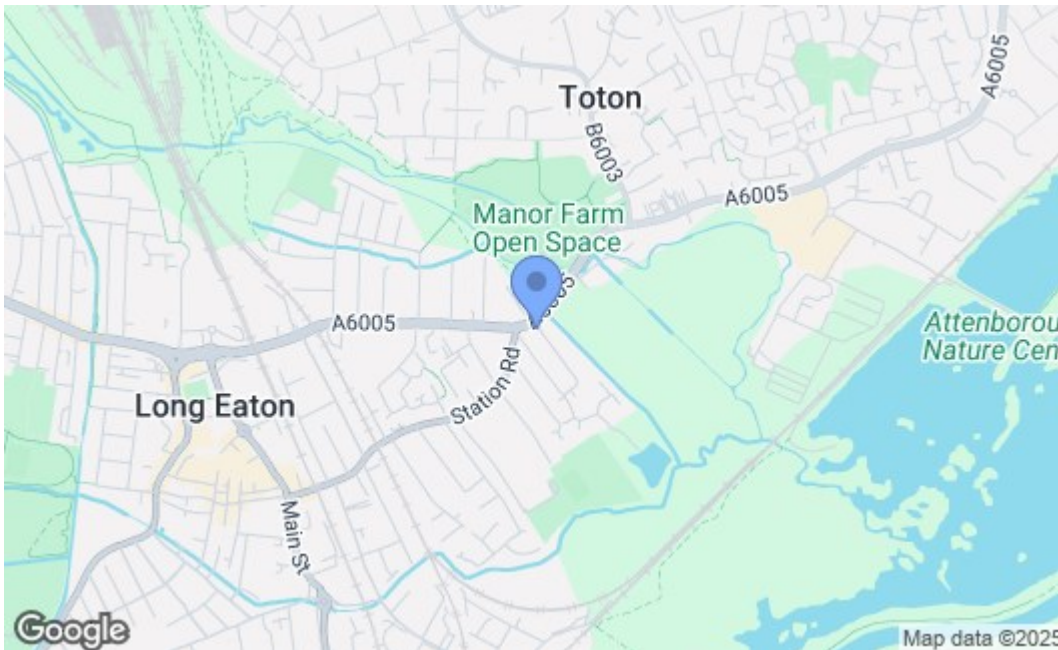 Toton
A6005
B6003
A6005
Manor Farm
Open Space
A6005
A6005
Attenborou
Nature Cen
Station Rd
Long Eaton
Main St
Google
Map data ©2025